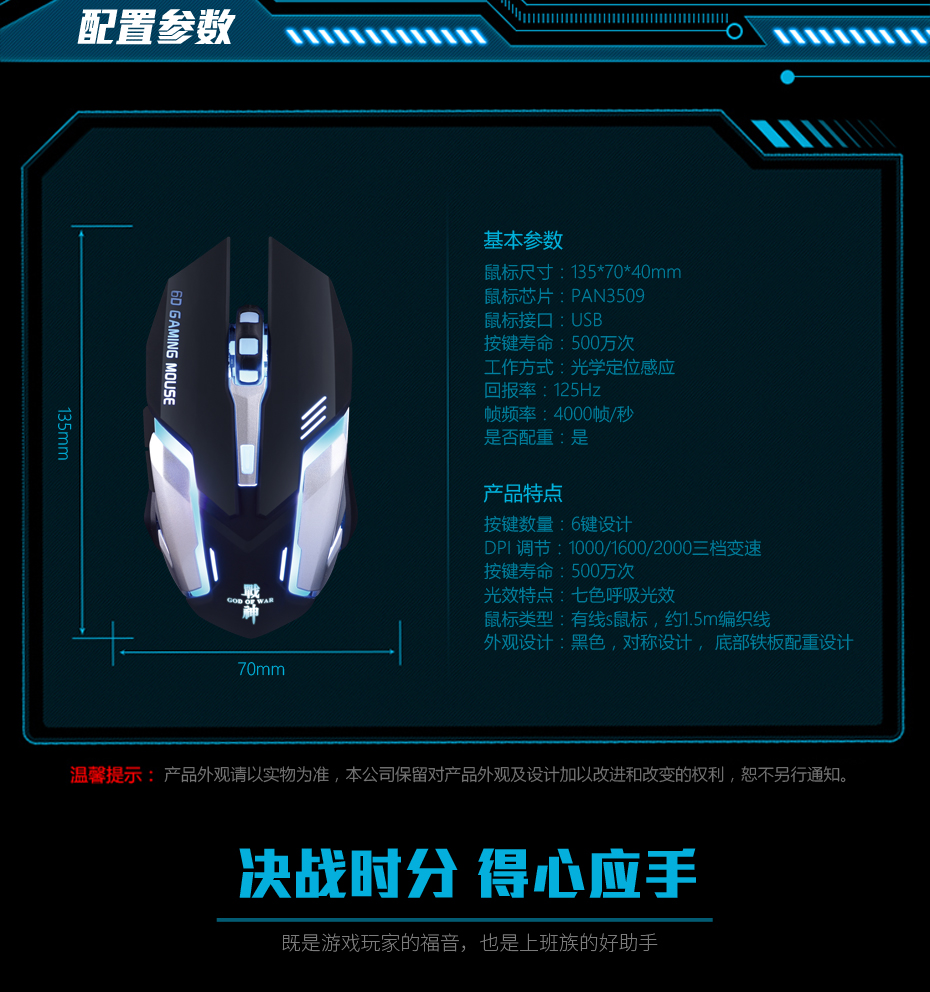 配置参数
基本参数
鼠标尺寸：135*70*40mm
鼠标芯片：PAN3509
鼠标接口：USB
按键寿命：500万次
工作方式：光学定位感应
回报率：125Hz
帧频率：4000帧/秒
是否配重：是
产品特点
按键数量：6键设计
DPI 调节：1000/1600/2000三档变速
按键寿命：500万次
光效特点：七色呼吸光效
鼠标类型：有线s鼠标，约1.5m编织线
外观设计：黑色，对称设计， 底部铁板配重设计
6D GAMING MOUSE
戰
GOD OF WAR
神
135mm
70mm
温馨提示： 产品外观请以实物为准，本公司保留对产品外观及设计加以改进和改变的权利，恕不另行通知。
决战时分 得心应手
既是游戏玩家的福音，也是上班族的好助手